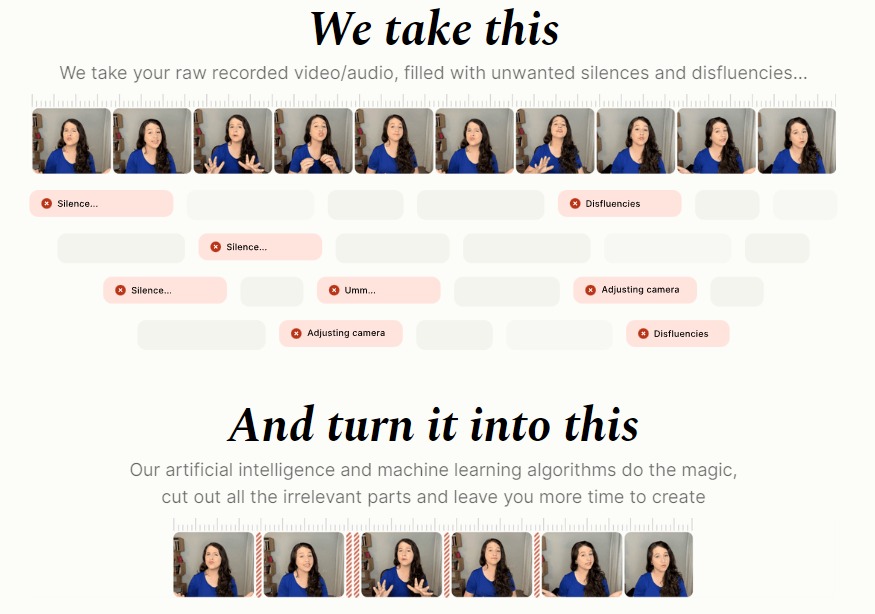 We take this
We take your raw recorded video/audio, filled with unwanted silences and disfluencies...
Silence...
Disfluencies
Silence...
Silence...
Umm...
Adjusting camera
Adjusting camera
Disfluencies
And turn it into this
Our artificial intelligence and machine learning algorithms do the magic,
cut out all the irrelevant parts and leave you more time to create